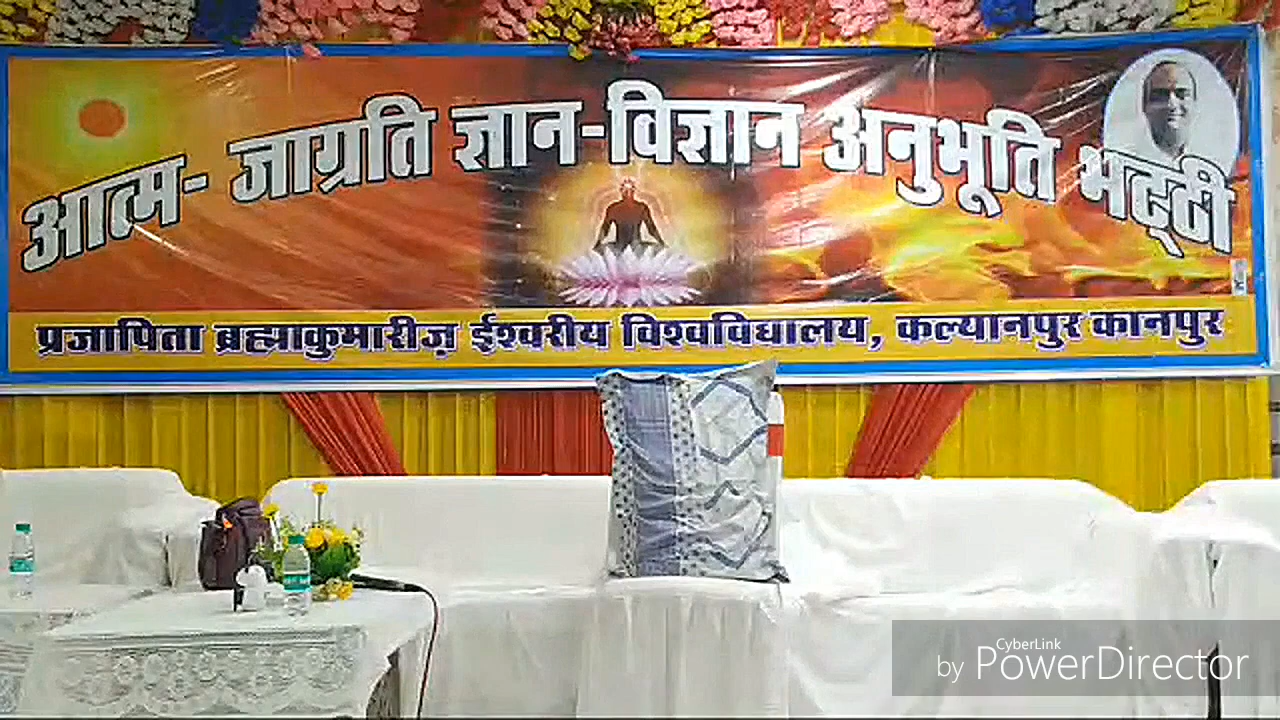 आत्म- जाग्रति ज्ञान-विज्ञान अनुभूति भट्ठी
प्रजापिता ब्रह्माकुमारीज़ ईश्वरीय विश्वविधालय, कल्यानपुर कानपुर
CyberLink
by PowerDirector